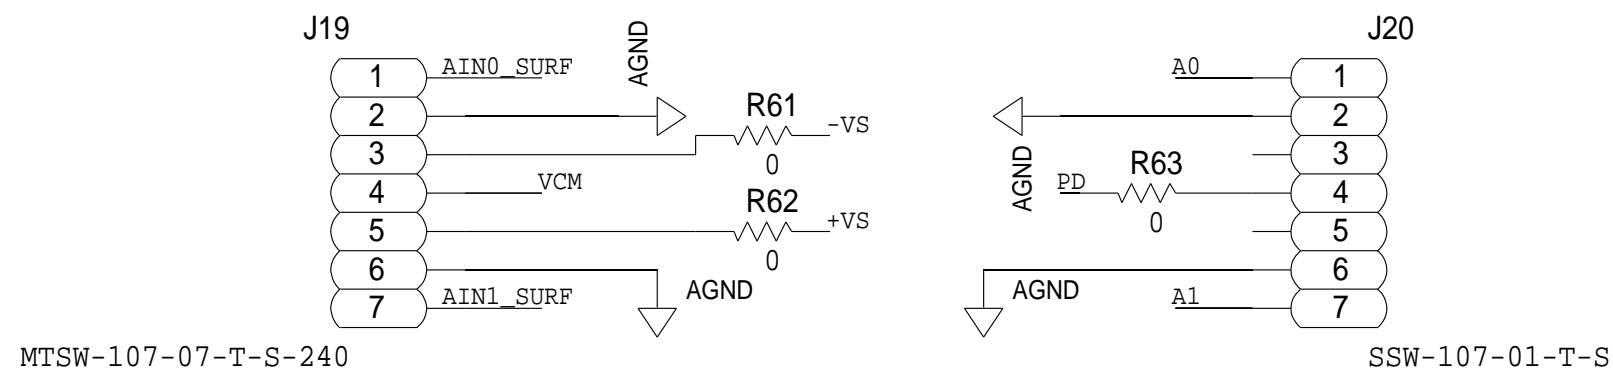 J19
J20
1 AIN0_SURF
AGND
A0 1
2
2
R61
-VS
3
0
3
AGND
R63
4 VCM
PD
4
R62
0
5
+VS
5
0
6
AGND
AGND
6
7 AIN1_SURF
A1 7
MTSW-107-07-T-S-240
SSW-107-01-T-S